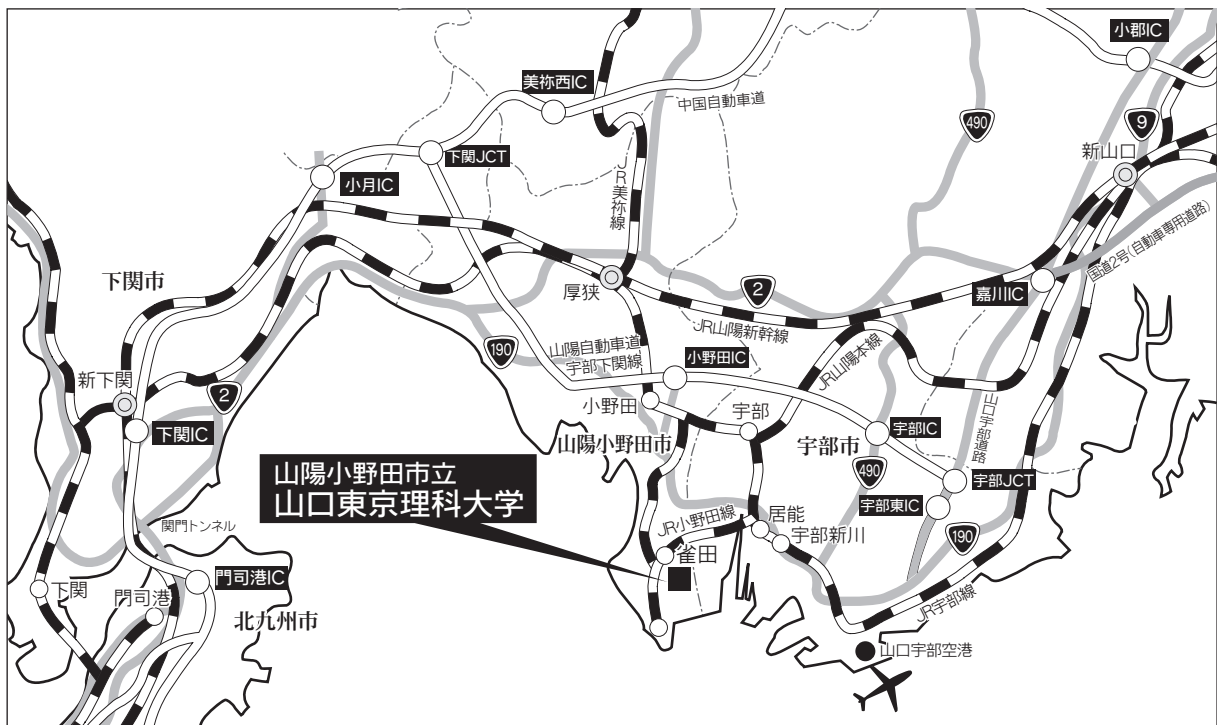 小郡IC
美祢西IC
中国自動車道
490
9
下関JCT
新山口
小月IC
JR美祢線
国道2号(自動車専用道路)
下関市
厚狭
2
嘉川IC
JR山陽新幹線
190
山陽自動車道
宇部下関線
小野田IC
JR山陽本線
新下関
2
小野田
宇部
山口宇部道路
下関IC
山陽小野田市
宇部市
宇部IC
山陽小野田市立
山口東京理科大学
490
宇部JCT
宇部東IC
関門トンネル
JR小野田線
居能
宇部新川
190
雀田
下関
門司港IC
門司港
北九州市
JR宇部線
山口宇部空港